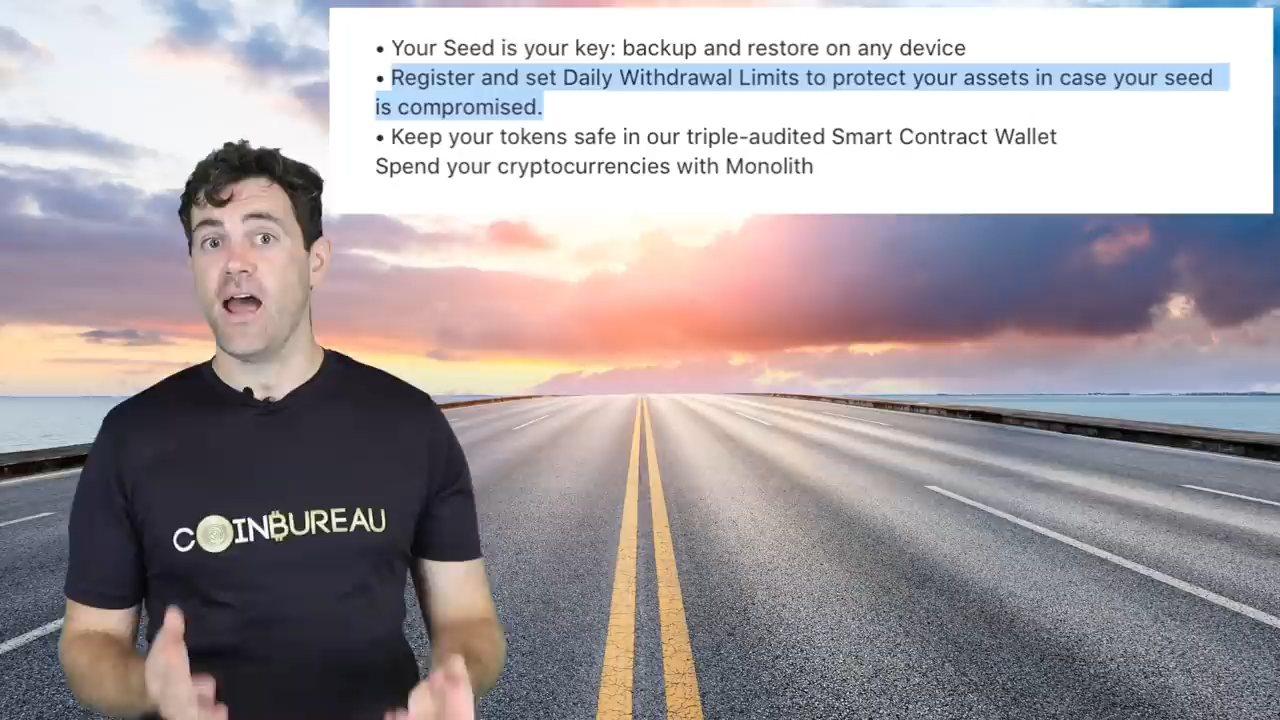 • Your Seed is your key: backup and restore on any device
• Register and set Daily Withdrawal Limits to protect your assets in case your seed
is compromised.
• Keep your tokens safe in our triple-audited Smart Contract Wallet
Spend your cryptocurrencies with Monolith
COINBUREAU